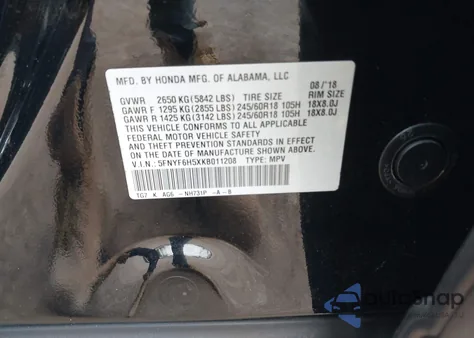 MFD. BY HONDA MFG. OF ALABAMA, LLC 08/'18
GVWR 2650 KG(5842 LBS) TIRE SIZE RIM SIZE
GAWR F 1295 KG(2855 LBS) 245/60R18 105H 18X8.0J
GAWR R 1425 KG(3142 LBS) 245/60R18 105H 18X8.0J
THIS VEHICLE CONFORMS TO ALL APPLICABLE
FEDERAL MOTOR VEHICLE SAFETY
AND THEFT PREVENTION STANDARDS IN EFFECT ON
THE DATE OF MANUFACTURE SHOWN ABOVE.
V.I.N.: 5FNYF6H5XKB011208 TYPE: MPV
1G7 K AG6 NH731P -A-B
autoSnap